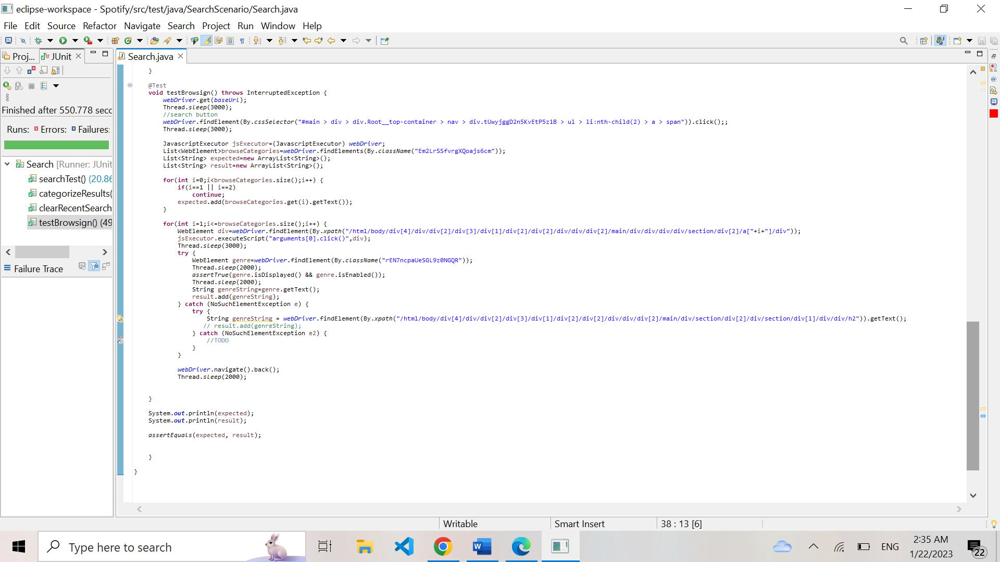 eclipse-workspace - Spotify/src/test/java/SearchScenario/Search.java
File Edit Source Refactor Navigate Search Project Run Window Help
Proj... JUnit
Search.java
Finished after 550.778 secc
Runs: Errors: Failures:
Search [Runner: JUnit
searchTest() (20.86
categorizeResults(
clearRecentSearch
testBrowsign() (49
Failure Trace
}
@Test
void testBrowsign() throws InterruptedException {
webDriver.get(baseUrl);
Thread.sleep(3000);
//search button
webDriver.findElement(By.cssSelector("#main > div > div.Root__top-container > nav > div.tUwyjggD2n5KvEtP5z1B > ul > li:nth-child(2) > a > span")).click();;
Thread.sleep(3000);
JavascriptExecutor jsExecutor=(JavascriptExecutor) webDriver;
List<WebElement>browseCategories=webDriver.findElements(By.className("Em2LrSSfvrgXQoajs6cm"));
List<String> expected=new ArrayList<String>();
List<String> result=new ArrayList<String>();
for(int i=0;i<browseCategories.size();i++) {
if(i==1 || i==2)
continue;
expected.add(browseCategories.get(i).getText());
}
for(int i=1;i<=browseCategories.size();i++) {
WebElement div=webDriver.findElement(By.xpath("/html/body/div[4]/div/div[2]/div[3]/div[1]/div[2]/div[2]/div/div/div[2]/main/div/div/div/div/section/div[2]/a["+i+"]/div"));
jsExecutor.executeScript("arguments[0].click()",div);
Thread.sleep(3000);
try {
WebElement genre=webDriver.findElement(By.className("rEN7ncpaUeSGL9z0NGQR"));
Thread.sleep(2000);
assertTrue(genre.isDisplayed() && genre.isEnabled());
Thread.sleep(2000);
String genreString=genre.getText();
result.add(genreString);
} catch (NoSuchElementException e) {
try {
String genreString = webDriver.findElement(By.xpath("/html/body/div[4]/div/div[2]/div[3]/div[1]/div[2]/div[2]/div/div/div[2]/main/div/section/div[2]/div/section/div[1]/div/div/h2")).getText();
// result.add(genreString);
} catch (NoSuchElementException e2) {
//TODO
}
}
webDriver.navigate().back();
Thread.sleep(2000);
}
System.out.println(expected);
System.out.println(result);
assertEquals(expected, result);
}
}
Writable Smart Insert 38 : 13 [6]
Type here to search
ENG
2:35 AM
1/22/2023
22